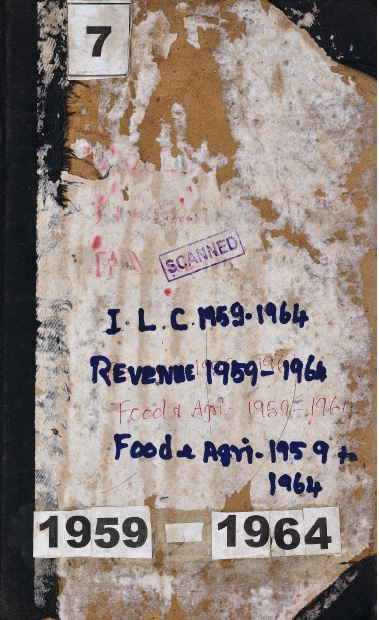 7
SCANNED
I. L. C. 1959-1964
REVENUE 1959-1964
Food & Agri. 1959-1964
Food & Agri. 1959 to
1964
1959 - 1964